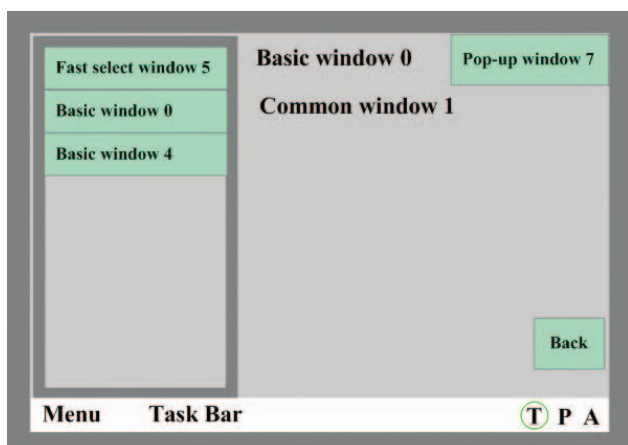 Fast select window 5
Basic window 0
Basic window 4
Basic window 0
Pop-up window 7
Common window 1
Back
Menu
Task Bar
T P A